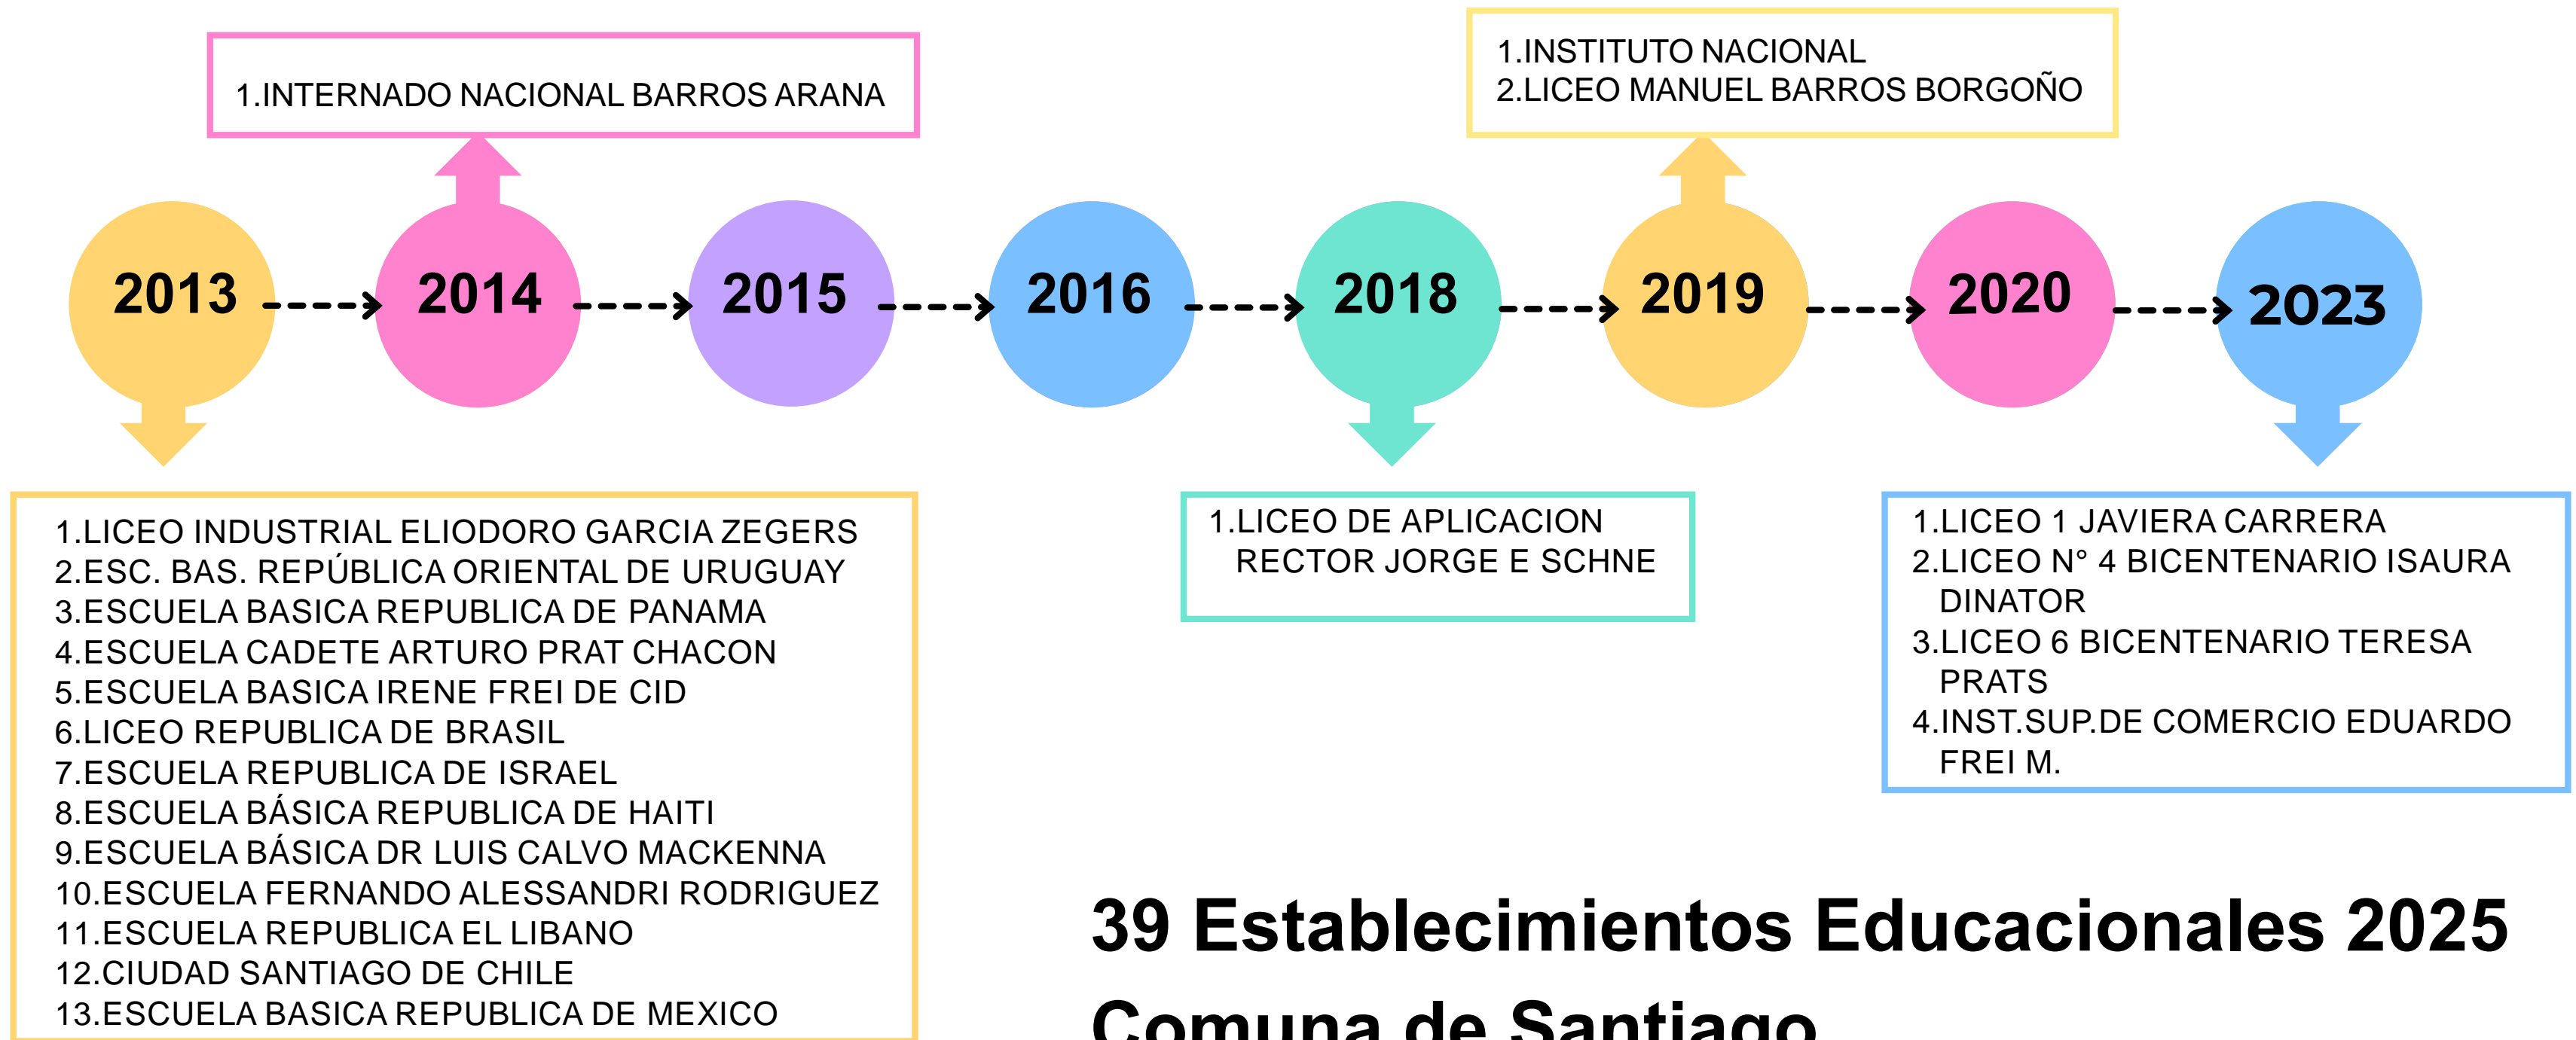 1.INTERNADO NACIONAL BARROS ARANA
1.INSTITUTO NACIONAL
2.LICEO MANUEL BARROS BORGOÑO
2013
2014
2015
2016
2018
2019
2020
2023
1.LICEO INDUSTRIAL ELIODORO GARCIA ZEGERS
2.ESC. BAS. REPÚBLICA ORIENTAL DE URUGUAY
3.ESCUELA BASICA REPUBLICA DE PANAMA
4.ESCUELA CADETE ARTURO PRAT CHACON
5.ESCUELA BASICA IRENE FREI DE CID
6.LICEO REPUBLICA DE BRASIL
7.ESCUELA REPUBLICA DE ISRAEL
8.ESCUELA BÁSICA REPUBLICA DE HAITI
9.ESCUELA BÁSICA DR LUIS CALVO MACKENNA
10.ESCUELA FERNANDO ALESSANDRI RODRIGUEZ
11.ESCUELA REPUBLICA EL LIBANO
12.CIUDAD SANTIAGO DE CHILE
13.ESCUELA BASICA REPUBLICA DE MEXICO
1.LICEO DE APLICACION
RECTOR JORGE E SCHNE
1.LICEO 1 JAVIERA CARRERA
2.LICEO N° 4 BICENTENARIO ISAURA
DINATOR
3.LICEO 6 BICENTENARIO TERESA
PRATS
4.INST.SUP.DE COMERCIO EDUARDO
FREI M.
39 Establecimientos Educacionales 2025
Comuna de Santiago